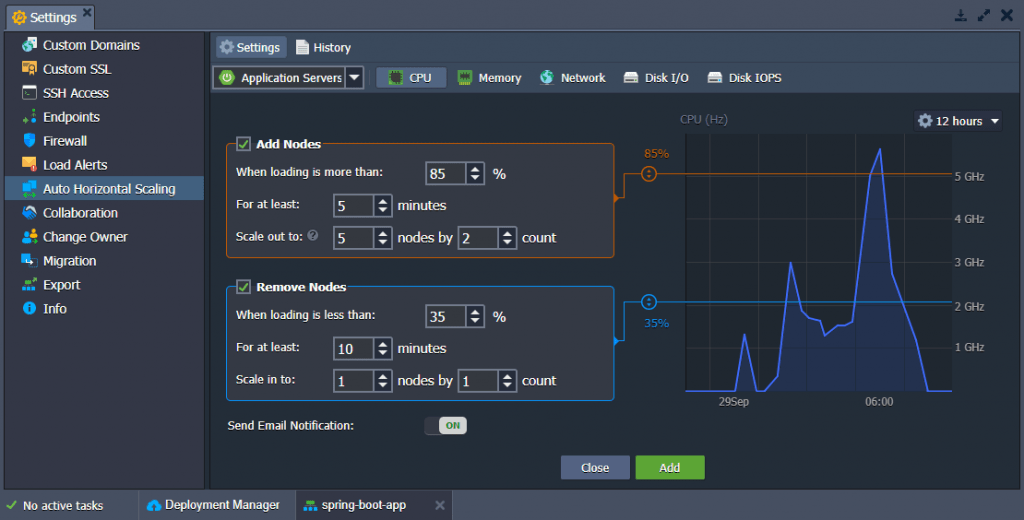 Settings
Custom Domains
Custom SSL
SSH Access
Endpoints
Firewall
Load Alerts
Auto Horizontal Scaling
Collaboration
Change Owner
Migration
Export
Info
Settings History
Application Servers CPU Memory Network Disk I/O Disk IOPS
Add Nodes
When loading is more than: 85 %
For at least: 5 minutes
Scale out to: ? 5 nodes by 2 count
Remove Nodes
When loading is less than: 35 %
For at least: 10 minutes
Scale in to: 1 nodes by 1 count
Send Email Notification: ON
CPU (Hz) 12 hours
85%
35%
5 GHz
4 GHz
3 GHz
2 GHz
1 GHz
29Sep 06:00
Close Add
No active tasks Deployment Manager spring-boot-app